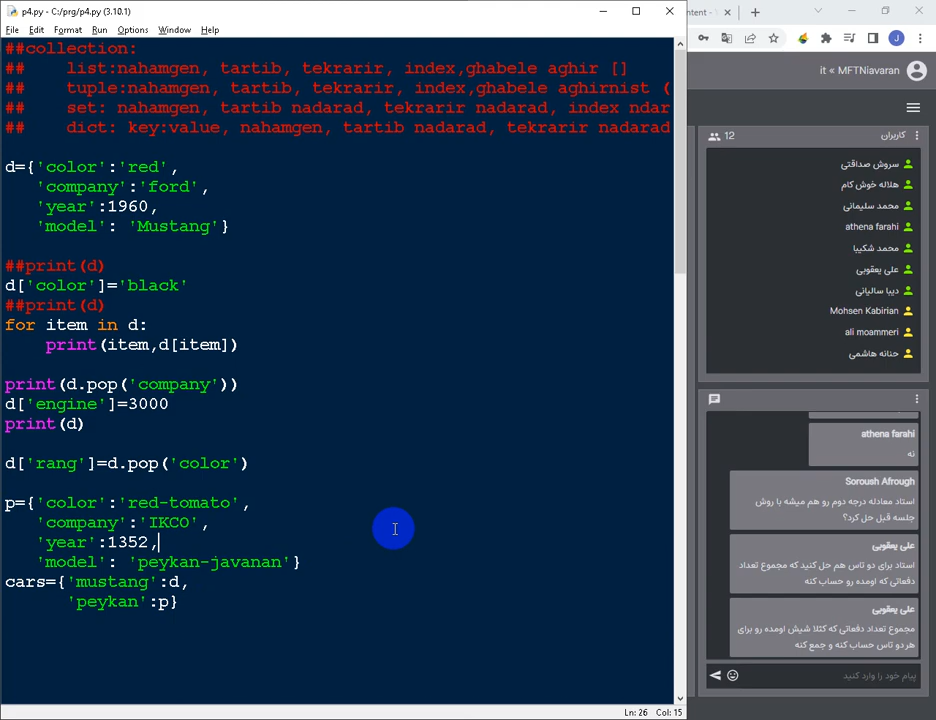 p4.py - C:/prg/p4.py (3.10.1)
File Edit Format Run Options Window Help
##collection:
##    list:nahamgen, tartib, tekrarir, index,ghabele aghir []
##    tuple:nahamgen, tartib, tekrarir, index,ghabele aghirnist (
##    set: nahamgen, tartib nadarad, tekrarir nadarad, index ndar
##    dict: key:value, nahamgen, tartib nadarad, tekrarir nadarad
d={'color':'red',
'company':'ford',
'year':1960,
'model': 'Mustang'}
##print(d)
d['color']='black'
##print(d)
for item in d:
print(item,d[item])
print(d.pop('company'))
d['engine']=3000
print(d)
d['rang']=d.pop('color')
p={'color':'red-tomato',
'company':'IKCO',
'year':1352,
'model': 'peykan-javanan'}
cars={'mustang':d,
'peykan':p}
Ln: 26 Col: 15
ntent -
J
it « MFTNiavaran
کاربران
12
سروش صداقتی
هلاله خوش کام
محمد سلیمانی
athena farahi
محمد شکیبا
علی یعقوبی
دیبا سالیانی
Mohsen Kabirian
ali moammeri
حنانه هاشمی
athena farahi
نه
Soroush Afrough
استاد معادله درجه دوم رو هم میشه با روش
جلسه قبل حل کرد؟
علی یعقوبی
استاد برای دو تاس هم حل کنید که مجموع تعداد
دفعاتی که اومده رو حساب کنه
علی یعقوبی
مجموع تعداد دفعاتی که کثلا شیش اومده رو برای
هر دو تاس حساب کنه و جمع کنه
پیام خود را وارد کنید